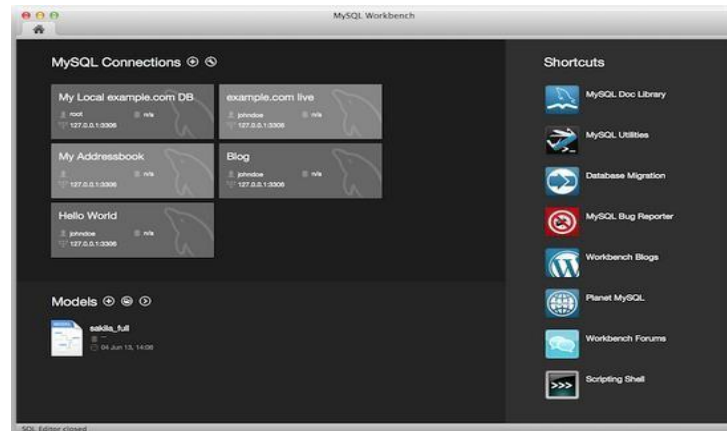 MySQL Workbench
MySQL Connections
My Local example.com DB
root n/a
127.0.0.1:3306
example.com live
johndoe n/a
127.0.0.1:3306
My Addressbook
n/a
127.0.0.1:3306
Blog
johndoe n/a
127.0.0.1:3306
Hello World
johndoe n/a
127.0.0.1:3306
Models
sakila_full
04 Jun 13, 14:08
Shortcuts
MySQL Doc Library
MySQL Utilities
Database Migration
MySQL Bug Reporter
Workbench Blogs
Planet MySQL
Workbench Forums
>>>
Scripting Shell
SQL Editor closed